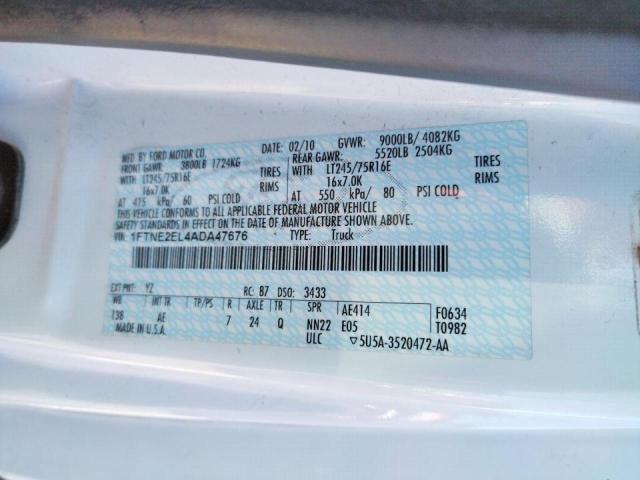 MFD. BY FORD MOTOR CO. DATE: 02/10 GVWR: 9000LB/ 4082KG
FRONT GAWR: 3800LB 1724KG REAR GAWR: 5520LB 2504KG
WITH LT245/75R16E TIRES WITH LT245/75R16E TIRES
16x7.0K RIMS 16x7.0K RIMS
AT 415 kPa/ 60 PSI COLD AT 550 kPa/ 80 PSI COLD
THIS VEHICLE CONFORMS TO ALL APPLICABLE FEDERAL MOTOR VEHICLE
SAFETY STANDARDS IN EFFECT ON THE DATE OF MANUFACTURE SHOWN ABOVE.
VIN: 1FTNE2EL4ADA47676 TYPE: Truck
EXT PNT: YZ RC: 87 DSO: 3433
WB INT TR TP/PS R AXLE TR SPR AE414 F0634
138 AE 7 24 Q NN22 E05 T0982
MADE IN U.S.A. ULC ▽5U5A-3520472-AA